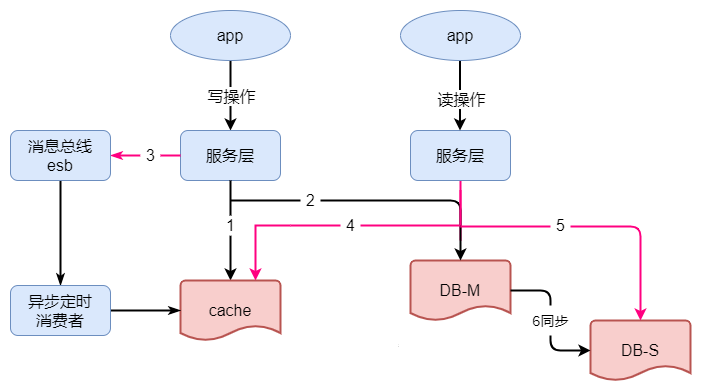 app
app
写操作
读操作
消息总线
esb
3
服务层
服务层
2
1
4
5
异步定时
消费者
cache
DB-M
6同步
DB-S